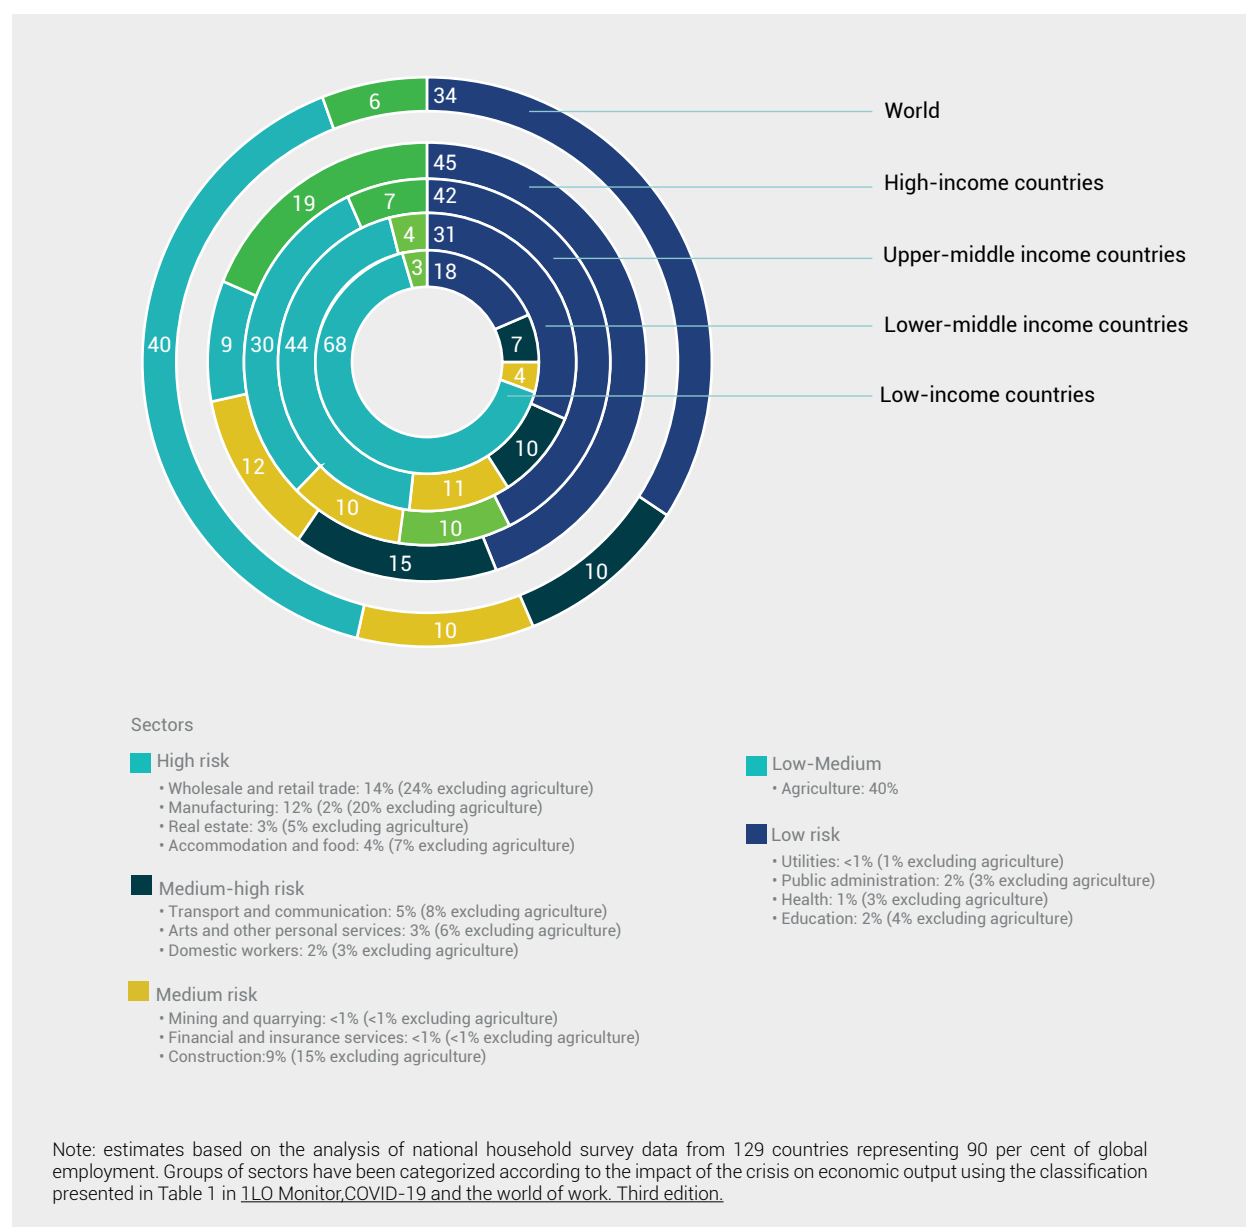 6
34
World
45
High-income countries
19
7
42
4
31
Upper-middle income countries
3
18
Lower-middle income countries
40
9
30
44
68
7
4
Low-income countries
10
12
11
10
10
15
10
10
Sectors
High risk
• Wholesale and retail trade: 14% (24% excluding agriculture)
• Manufacturing: 12% (2% (20% excluding agriculture)
• Real estate: 3% (5% excluding agriculture)
• Accommodation and food: 4% (7% excluding agriculture)
Medium-high risk
• Transport and communication: 5% (8% excluding agriculture)
• Arts and other personal services: 3% (6% excluding agriculture)
• Domestic workers: 2% (3% excluding agriculture)
Medium risk
• Mining and quarrying: <1% (<1% excluding agriculture)
• Financial and insurance services: <1% (<1% excluding agriculture)
• Construction:9% (15% excluding agriculture)
Low-Medium
• Agriculture: 40%
Low risk
• Utilities: <1% (1% excluding agriculture)
• Public administration: 2% (3% excluding agriculture)
• Health: 1% (3% excluding agriculture)
• Education: 2% (4% excluding agriculture)
Note: estimates based on the analysis of national household survey data from 129 countries representing 90 per cent of global
employment. Groups of sectors have been categorized according to the impact of the crisis on economic output using the classification
presented in Table 1 in 1LO Monitor,COVID-19 and the world of work. Third edition.